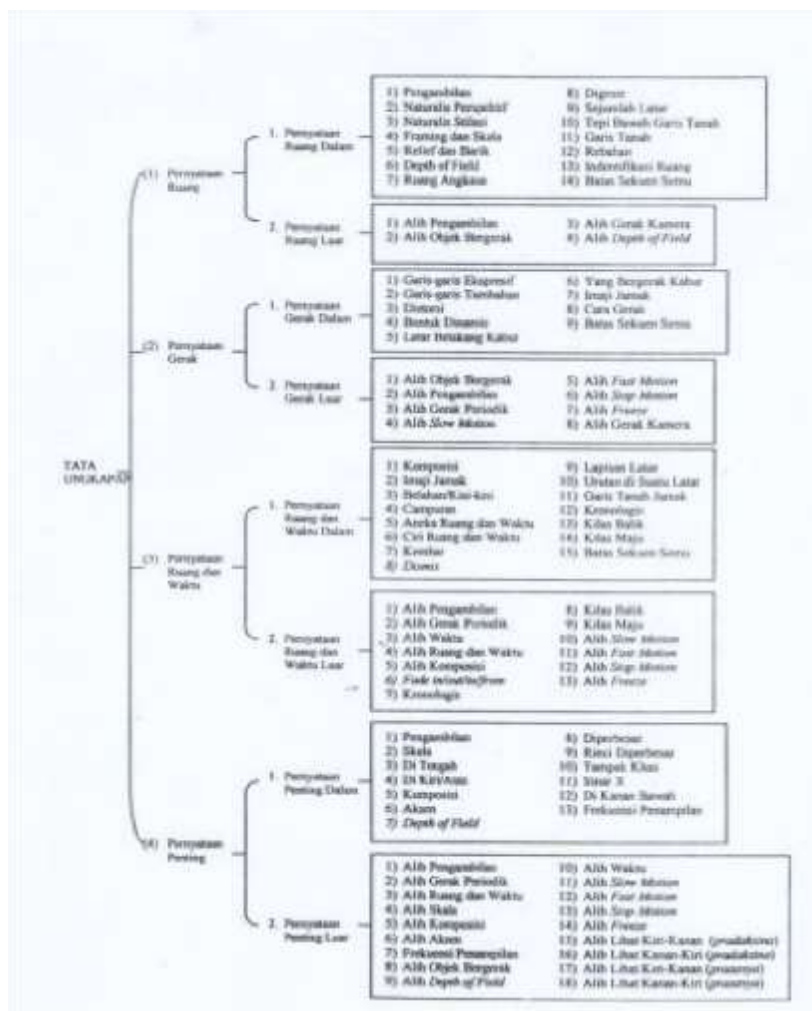 TATA
UNGKAPAN
(1) Pernyataan
Ruang
1. Pernyataan
Ruang Dalam
1) Pengambilan
2) Naturalis Perspektif
3) Naturalis Stilasi
4) Framing dan Skala
5) Relief dan Barik
6) Depth of Field
7) Ruang Angkasa
8) Digeser
9) Sejumlah Latar
10) Tepi Bawah Garis Tanah
11) Garis Tanah
12) Rebahan
13) Indentifikasi Ruang
14) Batas Sekuen Semu
2. Pernyataan
Ruang Luar
1) Alih Pengambilan
2) Alih Objek Bergerak
3) Alih Gerak Kamera
4) Alih Depth of Field
(2) Pernyataan
Gerak
1. Pernyataan
Gerak Dalam
1) Garis-garis Ekspresif
2) Garis-garis Tambahan
3) Distorsi
4) Bentuk Dinamis
5) Latar Belakang Kabur
6) Yang Bergerak Kabur
7) Imaji Jamak
8) Cara Gerak
9) Batas Sekuen Semu
2. Pernyataan
Gerak Luar
1) Alih Objek Bergerak
2) Alih Pengambilan
3) Alih Gerak Periodik
4) Alih Slow Motion
5) Alih Fast Motion
6) Alih Stop Motion
7) Alih Freeze
8) Alih Gerak Kamera
(3) Pernyataan
Ruang dan
Waktu
1. Pernyataan
Ruang dan
Waktu Dalam
1) Komposisi
2) Imaji Jamak
3) Belahan/Kisi-kisi
4) Campuran
5) Aneka Ruang dan Waktu
6) Ciri Ruang dan Waktu
7) Kembar
8)
9) Lapisan Latar
10) Urutan di Suatu Latar
11) Garis Tanah Jamak
12) Kronologis
13) Kilas Balik
14) Kilas Maju
15) Batas Sekuen Semu
2. Pernyataan
Ruang dan
Waktu Luar
1) Alih Pengambilan
2) Alih Gerak Periodik
3) Alih Waktu
4) Alih Ruang dan Waktu
5) Alih Komposisi
6) Fade in/out/in/from
7) Kronologis
8) Kilas Balik
9) Kilas Maju
10) Alih Slow Motion
11) Alih Fast Motion
12) Alih Stop Motion
13) Alih Freeze
(4) Pernyataan
Penting
1. Pernyataan
Penting Dalam
1) Pengambilan
2) Skala
3) Di Tengah
4) Di Kiri/Atas
5) Komposisi
6) Aksen
7) Depth of Field
8) Diperbesar
9) Rinci Diperbesar
10) Tampak Khas
11) Sinar X
12) Di Kanan Bawah
13) Frekuensi Penampilan
2. Pernyataan
Penting Luar
1) Alih Pengambilan
2) Alih Gerak Periodik
3) Alih Ruang dan Waktu
4) Alih Skala
5) Alih Komposisi
6) Alih Aksen
7) Frekuensi Penampilan
8) Alih Objek Bergerak
9) Alih Depth of Field
10) Alih Waktu
11) Alih Slow Motion
12) Alih Fast Motion
13) Alih Stop Motion
14) Alih Freeze
15) Alih Lihat Kiri-Kanan (pradaksina)
16) Alih Lihat Kanan-Kiri (pradaksina)
17) Alih Lihat Kiri-Kanan (prasavya)
18) Alih Lihat Kanan-Kiri (prasavya)